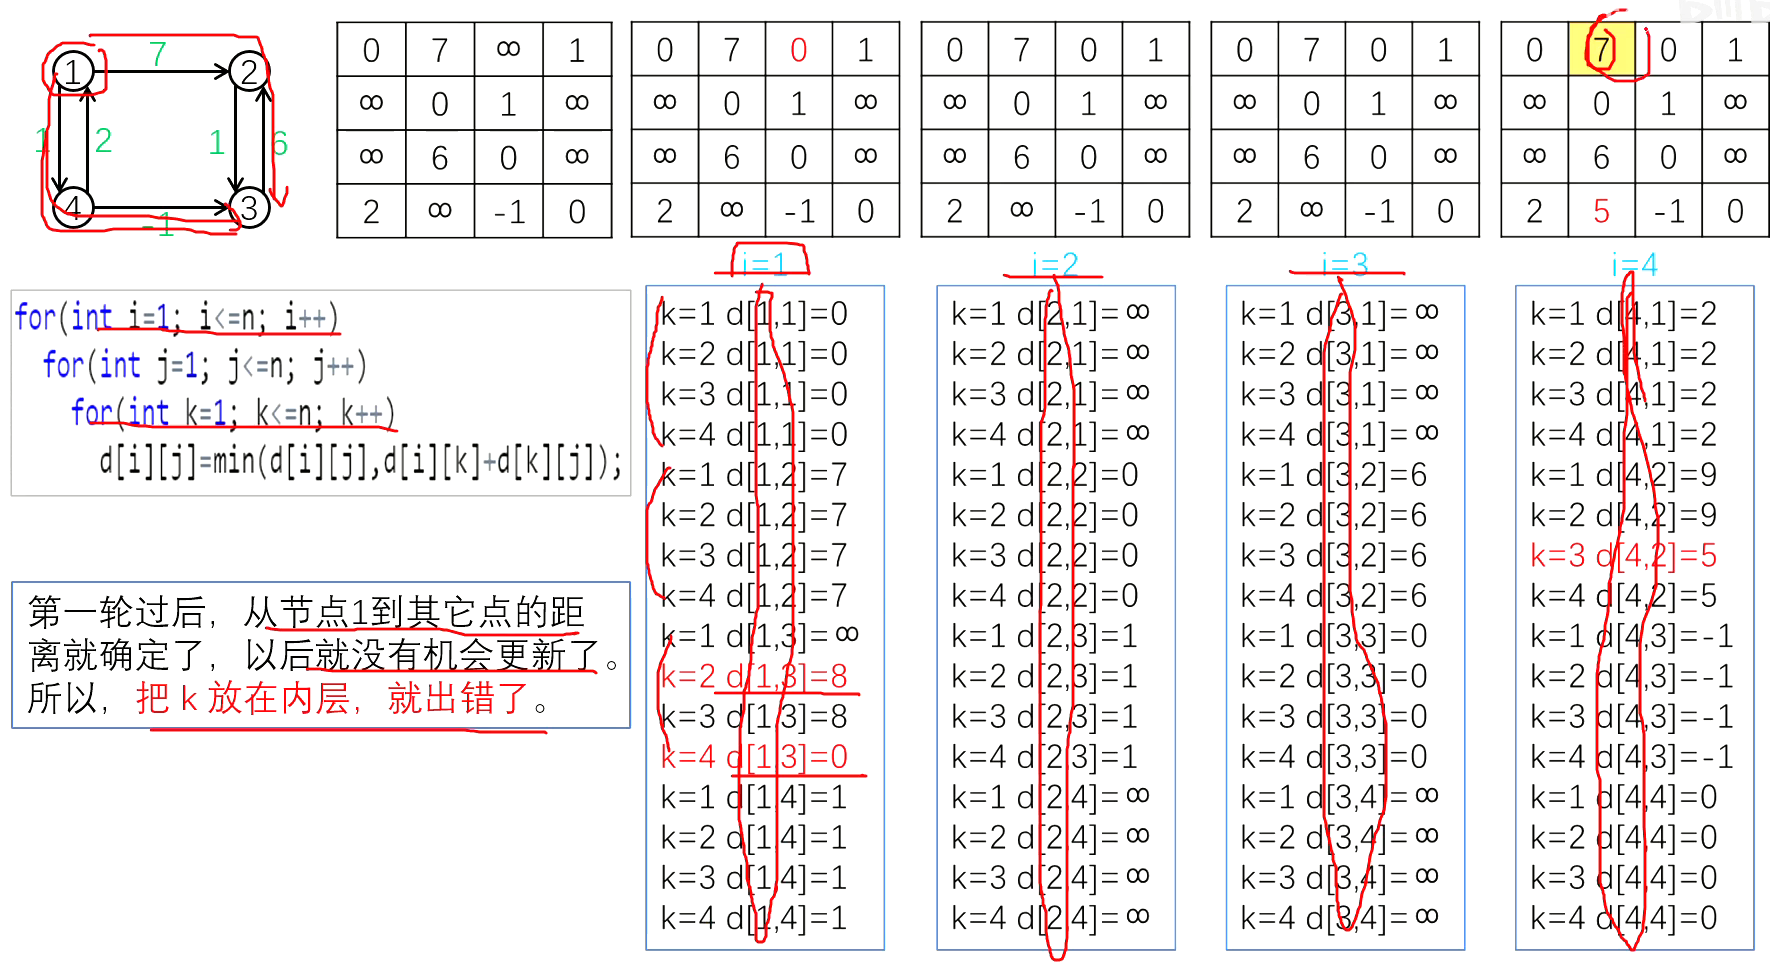 1 7 2
1 2 1 6
4 -1 3
0 7 ∞ 1
∞ 0 1 ∞
∞ 6 0 ∞
2 ∞ -1 0
0 7 0 1
∞ 0 1 ∞
∞ 6 0 ∞
2 ∞ -1 0
0 7 0 1
∞ 0 1 ∞
∞ 6 0 ∞
2 ∞ -1 0
0 7 0 1
∞ 0 1 ∞
∞ 6 0 ∞
2 ∞ -1 0
0 7 0 1
∞ 0 1 ∞
∞ 6 0 ∞
2 5 -1 0
for(int i=1; i<=n; i++)
for(int j=1; j<=n; j++)
for(int k=1; k<=n; k++)
d[i][j]=min(d[i][j],d[i][k]+d[k][j]);
第一轮过后，从节点1到其它点的距
离就确定了，以后就没有机会更新了。
所以，把 k 放在内层，就出错了。
i=1
k=1 d[1,1]=0
k=2 d[1,1]=0
k=3 d[1,1]=0
k=4 d[1,1]=0
k=1 d[1,2]=7
k=2 d[1,2]=7
k=3 d[1,2]=7
k=4 d[1,2]=7
k=1 d[1,3]=∞
k=2 d[1,3]=8
k=3 d[1,3]=8
k=4 d[1,3]=0
k=1 d[1,4]=1
k=2 d[1,4]=1
k=3 d[1,4]=1
k=4 d[1,4]=1
i=2
k=1 d[2,1]=∞
k=2 d[2,1]=∞
k=3 d[2,1]=∞
k=4 d[2,1]=∞
k=1 d[2,2]=0
k=2 d[2,2]=0
k=3 d[2,2]=0
k=4 d[2,2]=0
k=1 d[2,3]=1
k=2 d[2,3]=1
k=3 d[2,3]=1
k=4 d[2,3]=1
k=1 d[2,4]=∞
k=2 d[2,4]=∞
k=3 d[2,4]=∞
k=4 d[2,4]=∞
i=3
k=1 d[3,1]=∞
k=2 d[3,1]=∞
k=3 d[3,1]=∞
k=4 d[3,1]=∞
k=1 d[3,2]=6
k=2 d[3,2]=6
k=3 d[3,2]=6
k=4 d[3,2]=6
k=1 d[3,3]=0
k=2 d[3,3]=0
k=3 d[3,3]=0
k=4 d[3,3]=0
k=1 d[3,4]=∞
k=2 d[3,4]=∞
k=3 d[3,4]=∞
k=4 d[3,4]=∞
i=4
k=1 d[4,1]=2
k=2 d[4,1]=2
k=3 d[4,1]=2
k=4 d[4,1]=2
k=1 d[4,2]=9
k=2 d[4,2]=9
k=3 d[4,2]=5
k=4 d[4,2]=5
k=1 d[4,3]=-1
k=2 d[4,3]=-1
k=3 d[4,3]=-1
k=4 d[4,3]=-1
k=1 d[4,4]=0
k=2 d[4,4]=0
k=3 d[4,4]=0
k=4 d[4,4]=0